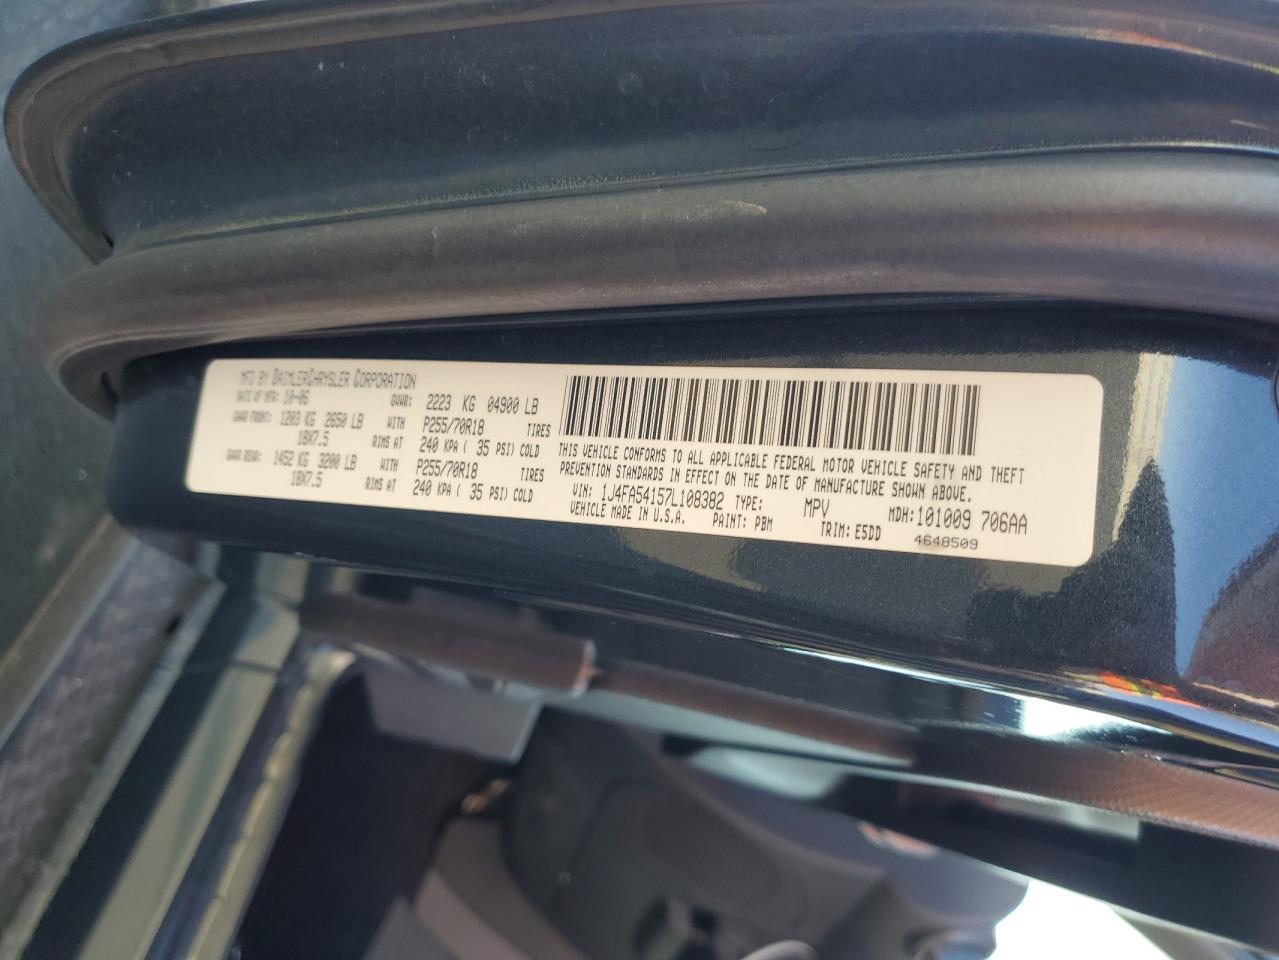 MFD BY DAIMLERCHRYSLER CORPORATION
DATE OF MFR: 10-06 GVWR: 2223 KG 04900 LB
GAWR FRONT: 1203 KG 2650 LB WITH P255/70R18 TIRES
18X7.5 RIMS AT 240 KPA ( 35 PSI) COLD
GAWR REAR: 1452 KG 3200 LB WITH P255/70R18 TIRES
18X7.5 RIMS AT 240 KPA ( 35 PSI) COLD
THIS VEHICLE CONFORMS TO ALL APPLICABLE FEDERAL MOTOR VEHICLE SAFETY AND THEFT
PREVENTION STANDARDS IN EFFECT ON THE DATE OF MANUFACTURE SHOWN ABOVE.
VIN: 1J4FA54157L108382 TYPE: MPV MDH:101009 706AA
VEHICLE MADE IN U.S.A. PAINT: PBM TRIM: E5DD 4648509